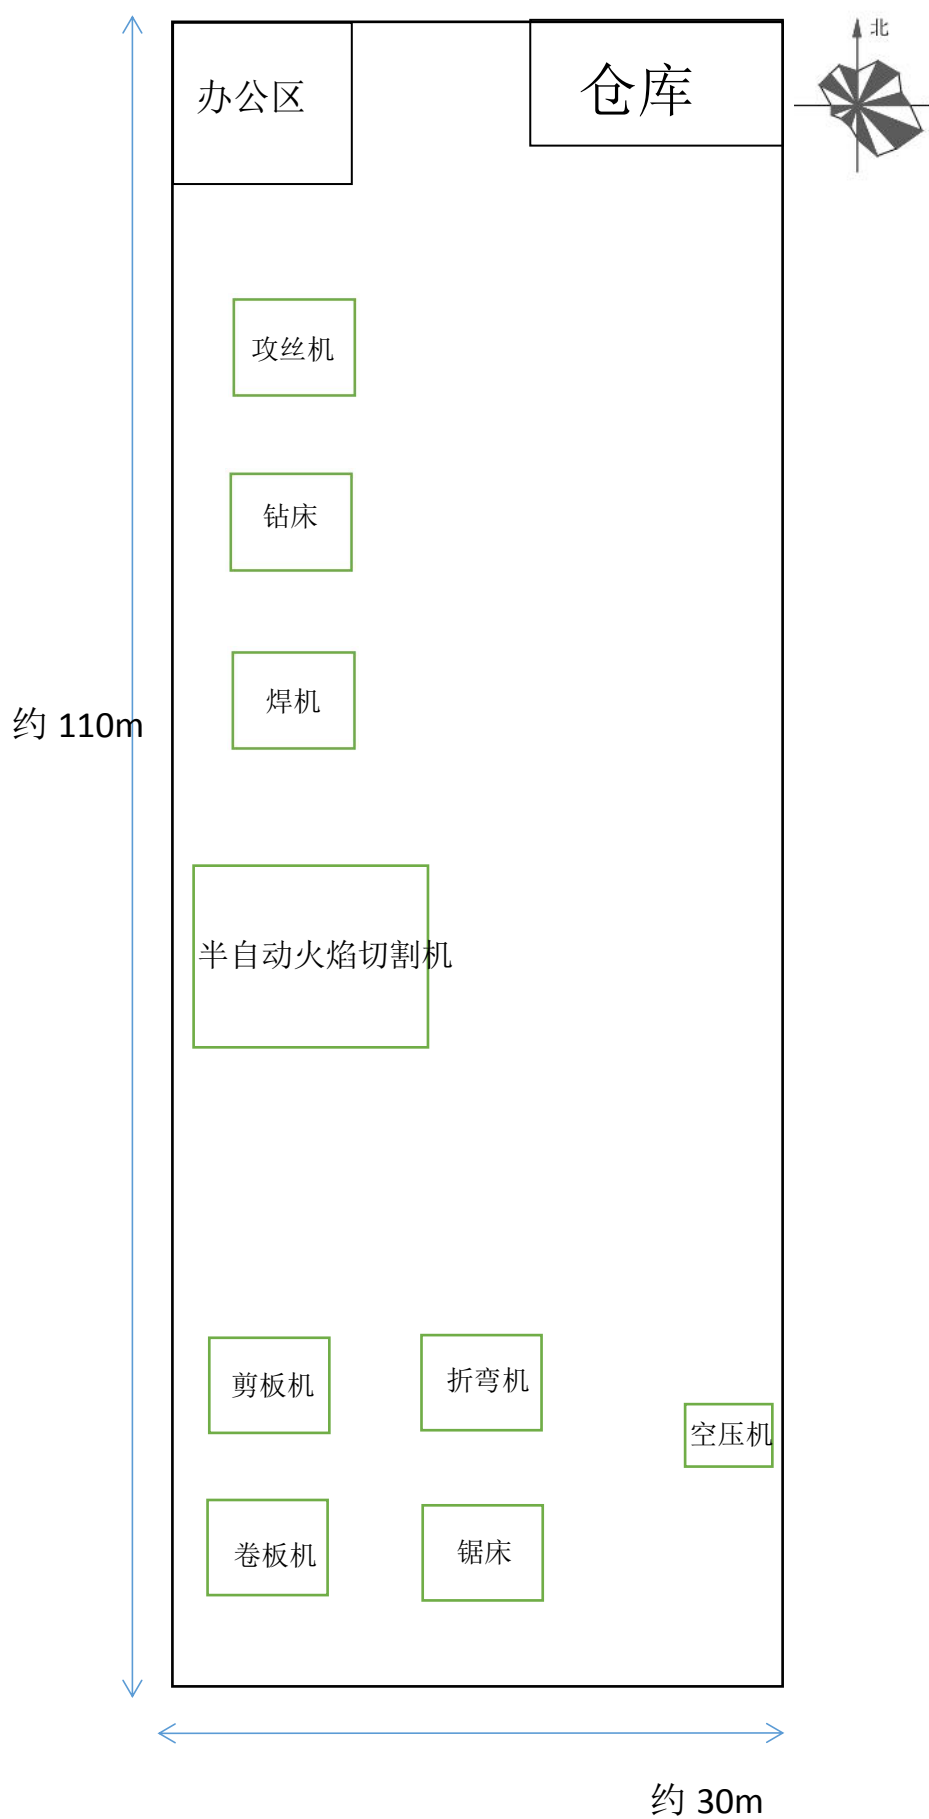 北
办公区
仓库
攻丝机
钻床
焊机
约 110m
半自动火焰切割机
剪板机
折弯机
空压机
卷板机
锯床
约 30m